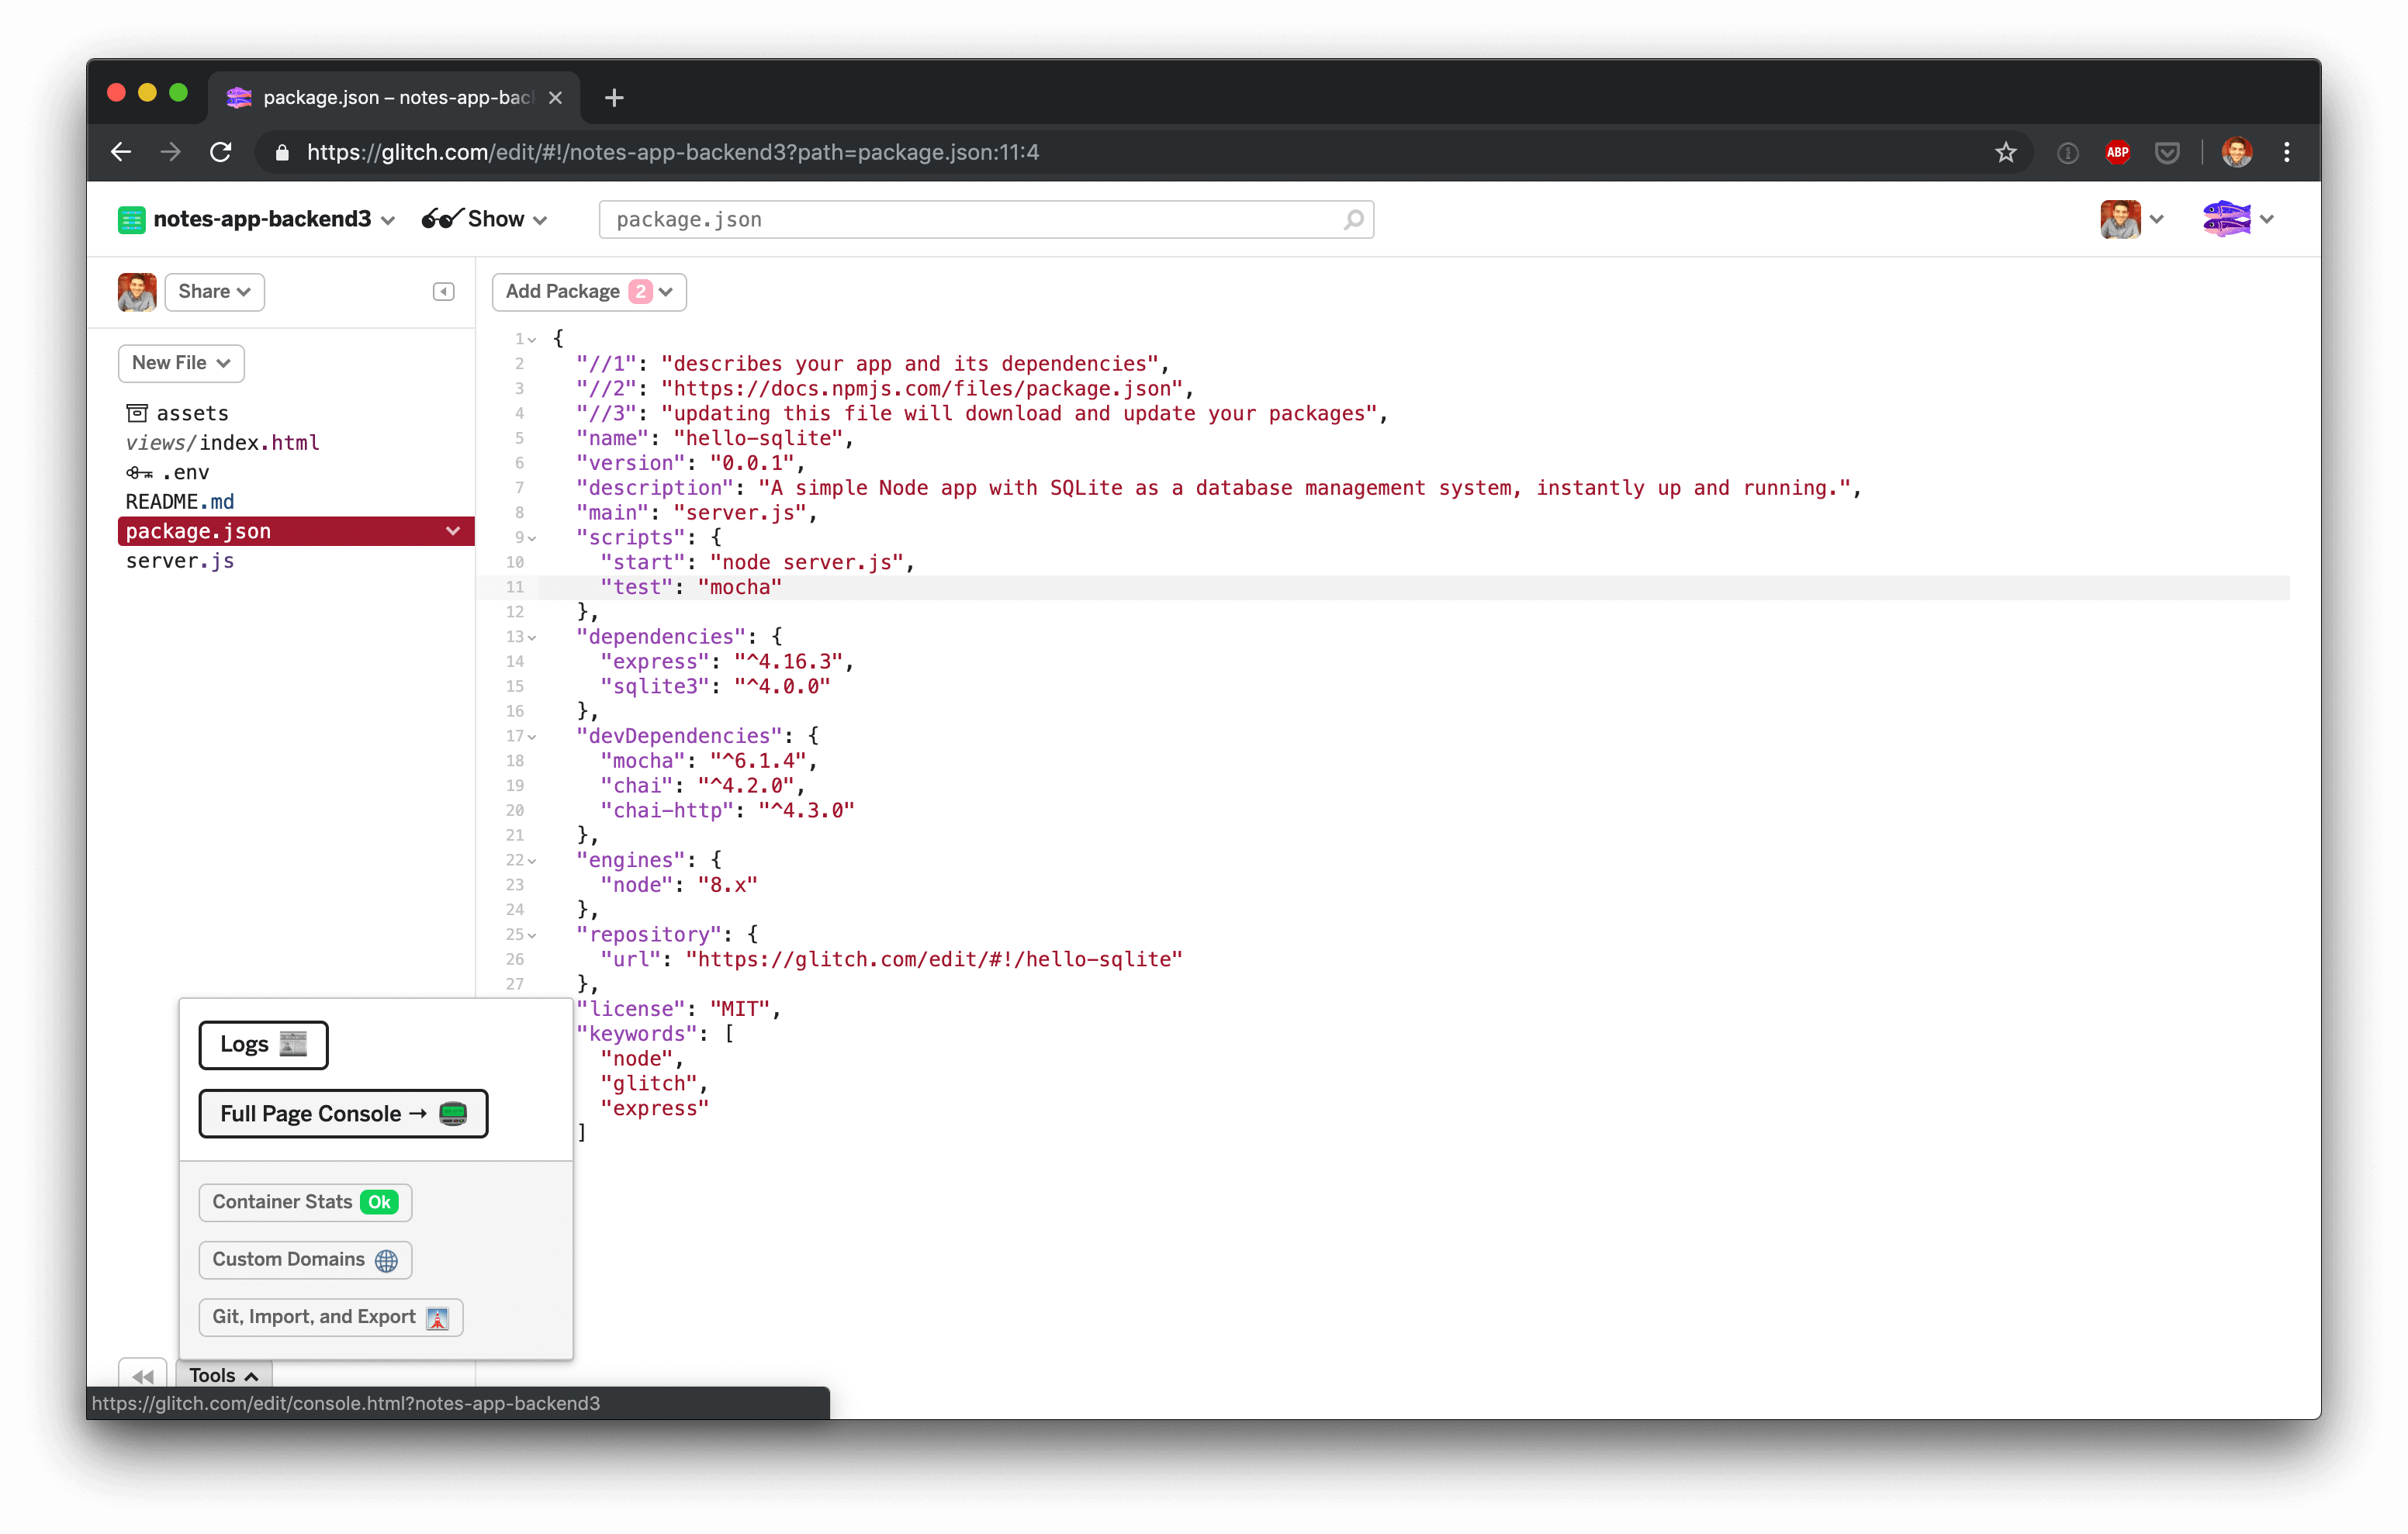 package.json – notes-app-bac
https://glitch.com/edit/#!/notes-app-backend3?path=package.json:11:4
ABP
notes-app-backend3
Show
package.json
Share
Add Package 2
New File
assets
views/index.html
.env
README.md
package.json
server.js
1 {
2 "//1": "describes your app and its dependencies",
3 "//2": "https://docs.npmjs.com/files/package.json",
4 "//3": "updating this file will download and update your packages",
5 "name": "hello-sqlite",
6 "version": "0.0.1",
7 "description": "A simple Node app with SQLite as a database management system, instantly up and running.",
8 "main": "server.js",
9 "scripts": {
10 "start": "node server.js",
11 "test": "mocha"
12 },
13 "dependencies": {
14 "express": "^4.16.3",
15 "sqlite3": "^4.0.0"
16 },
17 "devDependencies": {
18 "mocha": "^6.1.4",
19 "chai": "^4.2.0",
20 "chai-http": "^4.3.0"
21 },
22 "engines": {
23 "node": "8.x"
24 },
25 "repository": {
26 "url": "https://glitch.com/edit/#!/hello-sqlite"
27 },
"license": "MIT",
"keywords": [
"node",
"glitch",
"express"
]
Logs
Full Page Console →
Container Stats Ok
Custom Domains
Git, Import, and Export
Tools
https://glitch.com/edit/console.html?notes-app-backend3